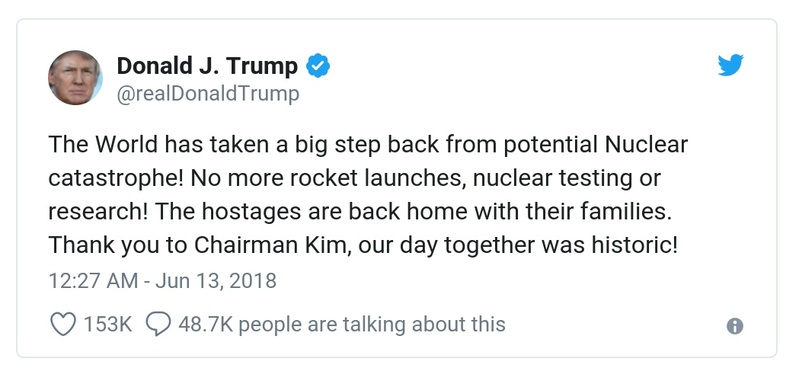 Donald J. Trump
@realDonaldTrump
The World has taken a big step back from potential Nuclear
catastrophe! No more rocket launches, nuclear testing or
research! The hostages are back home with their families.
Thank you to Chairman Kim, our day together was historic!
12:27 AM - Jun 13, 2018
153K 48.7K people are talking about this